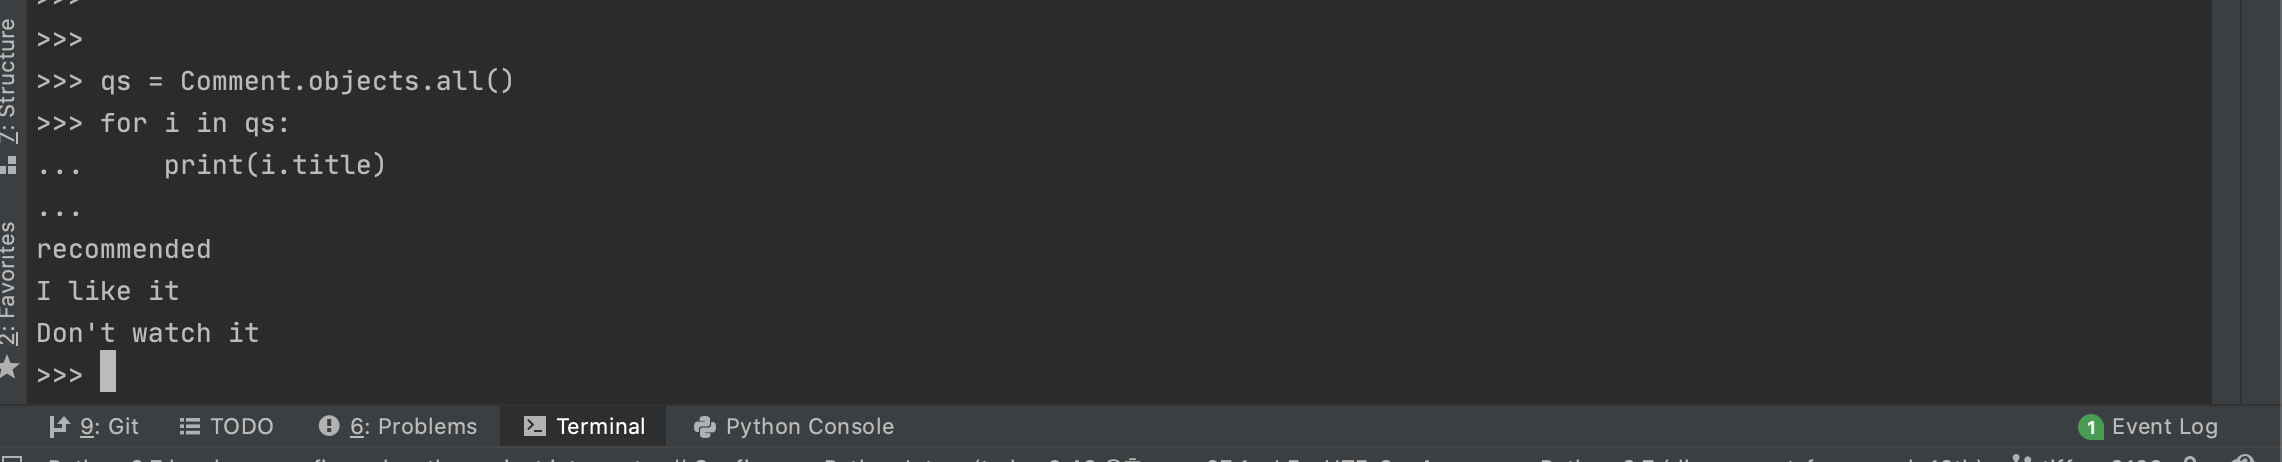 >>>
>>>
>>> qs = Comment.objects.all()
>>> for i in qs:
...     print(i.title)
...
recommended
I like it
Don't watch it
>>>
7: Structure
2: Favorites
9: Git
TODO
6: Problems
Terminal
Python Console
1 Event Log